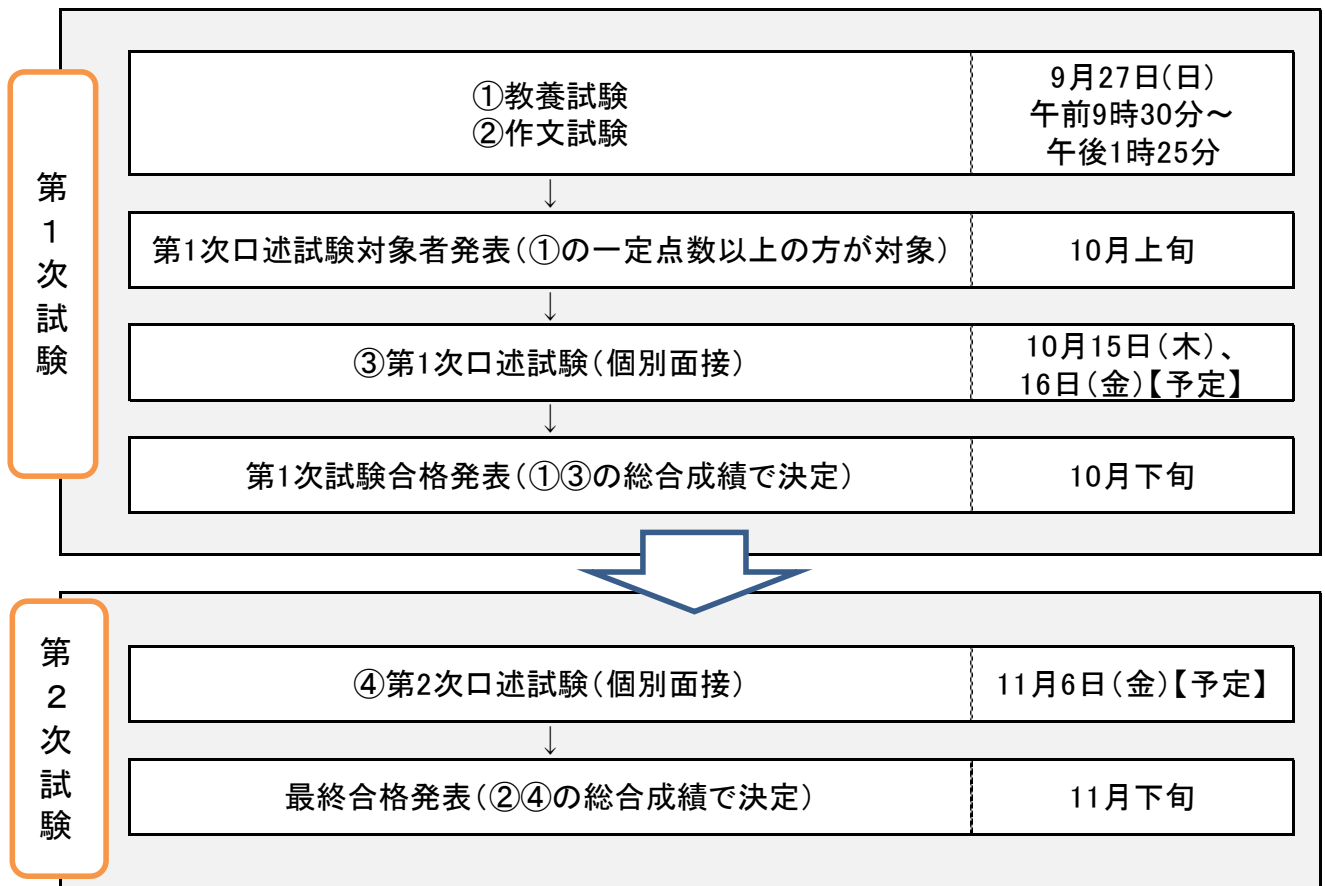 第1次試験
①教養試験
②作文試験
9月27日(日)
午前9時30分～
午後1時25分
↓
第1次口述試験対象者発表(①の一定点数以上の方が対象)
10月上旬
↓
③第1次口述試験(個別面接)
10月15日(木)、
16日(金)【予定】
↓
第1次試験合格発表(①③の総合成績で決定)
10月下旬
第2次試験
④第2次口述試験(個別面接)
11月6日(金)【予定】
↓
最終合格発表(②④の総合成績で決定)
11月下旬